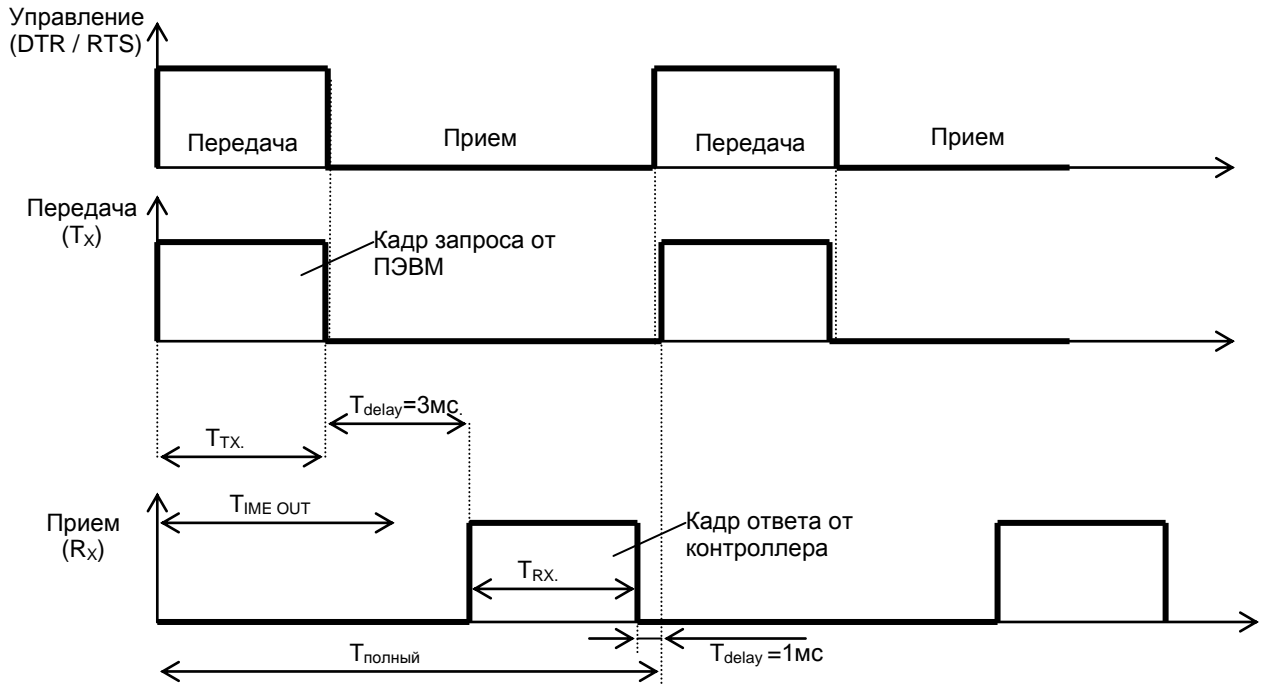 Управление
(DTR / RTS)
Передача
Прием
Передача
Прием
Передача
(TX)
Кадр запроса от
ПЭВМ
Tdelay=3мс.
TTX.
TIME OUT
Прием
(RX)
Кадр ответа от
контроллера
TRX.
Tполный
Tdelay =1мс